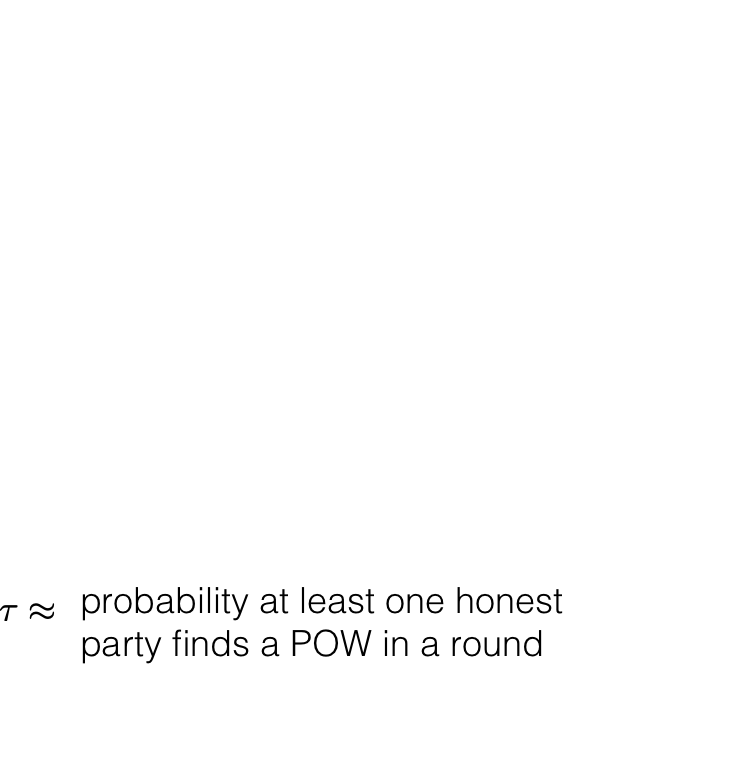 τ ≈ probability at least one honest
party finds a POW in a round